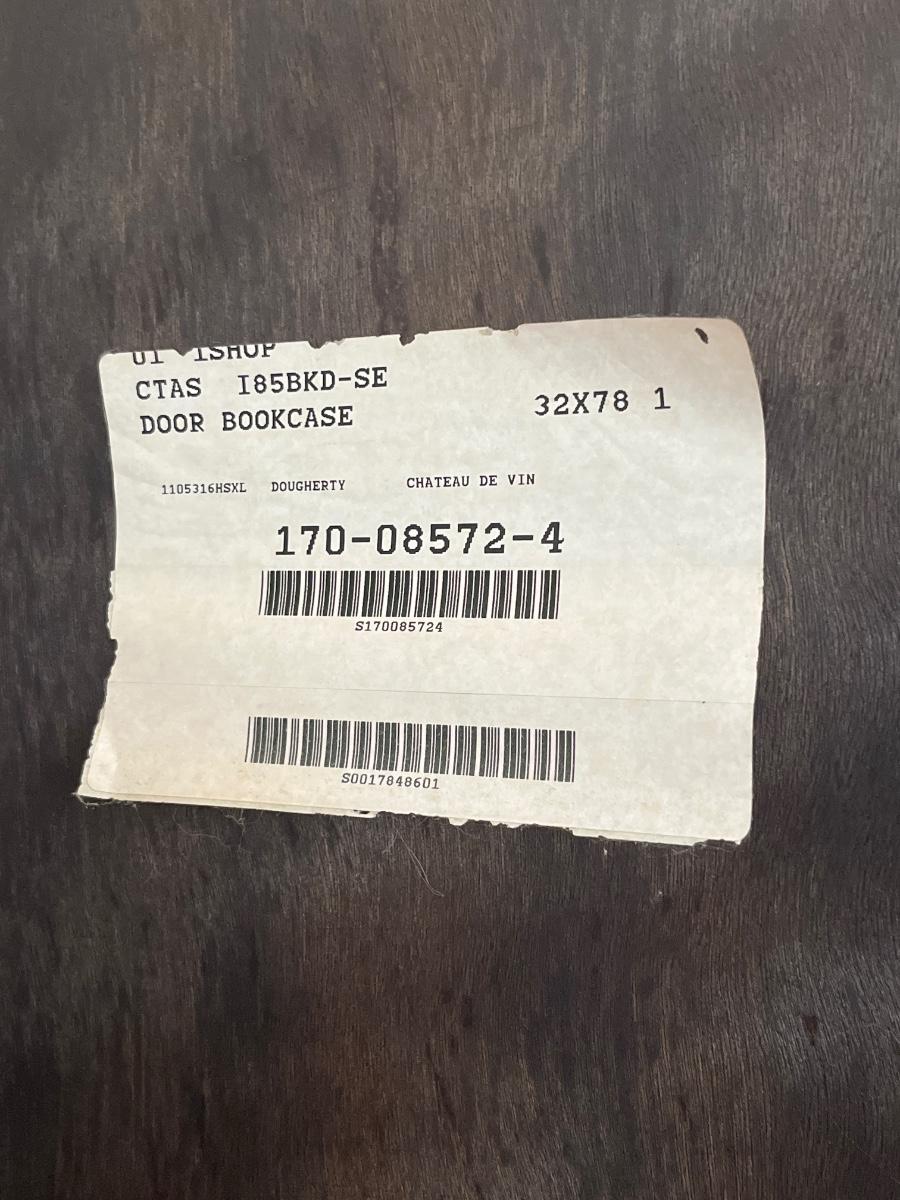 CTAS I85BKD-SE
DOOR BOOKCASE 32X78 1
1105316HSXL DOUGHERTY CHATEAU DE VIN
170-08572-4
S170085724
S0017848601